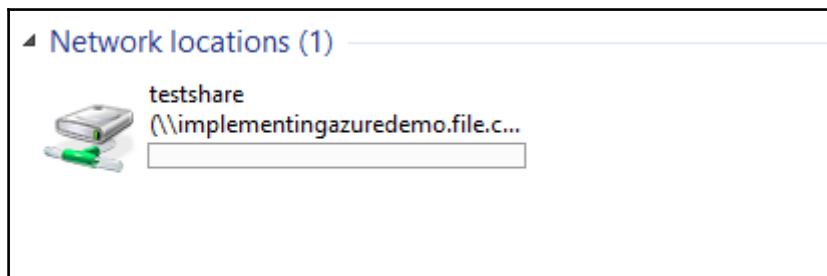 Network locations (1)
testshare
(\\implementingazuredemo.file.c...